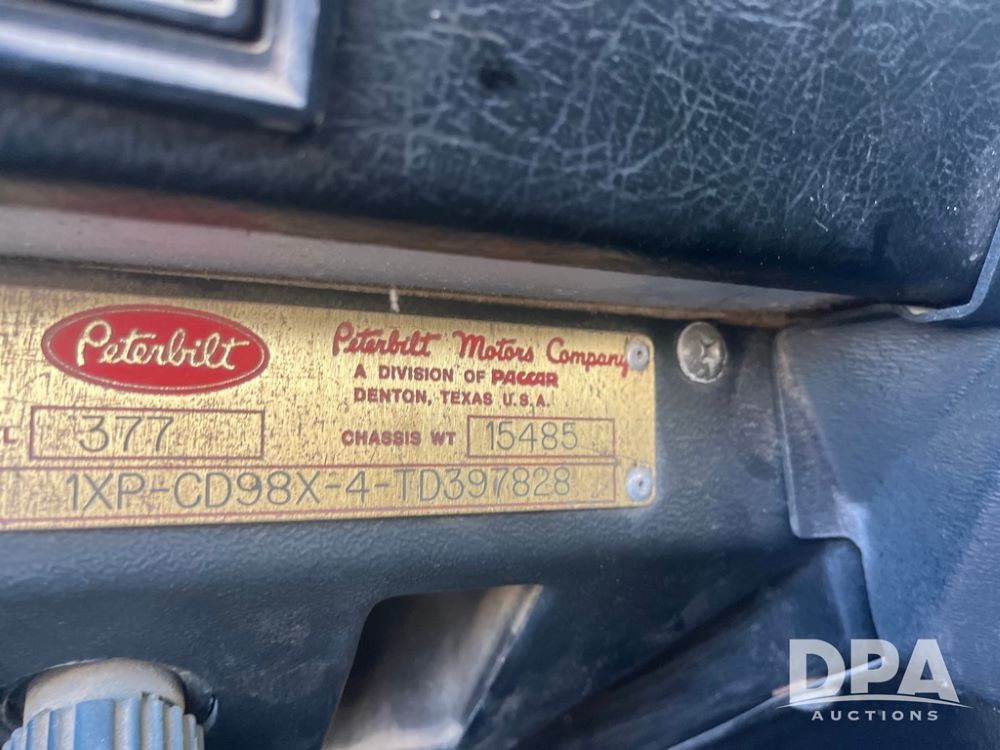 Peterbilt
Peterbilt Motors Company
A DIVISION OF PACCAR
DENTON, TEXAS U.S.A.
L 377
CHASSIS WT 15485
1XP-CD98X-4-TD397828
DPA
AUCTIONS